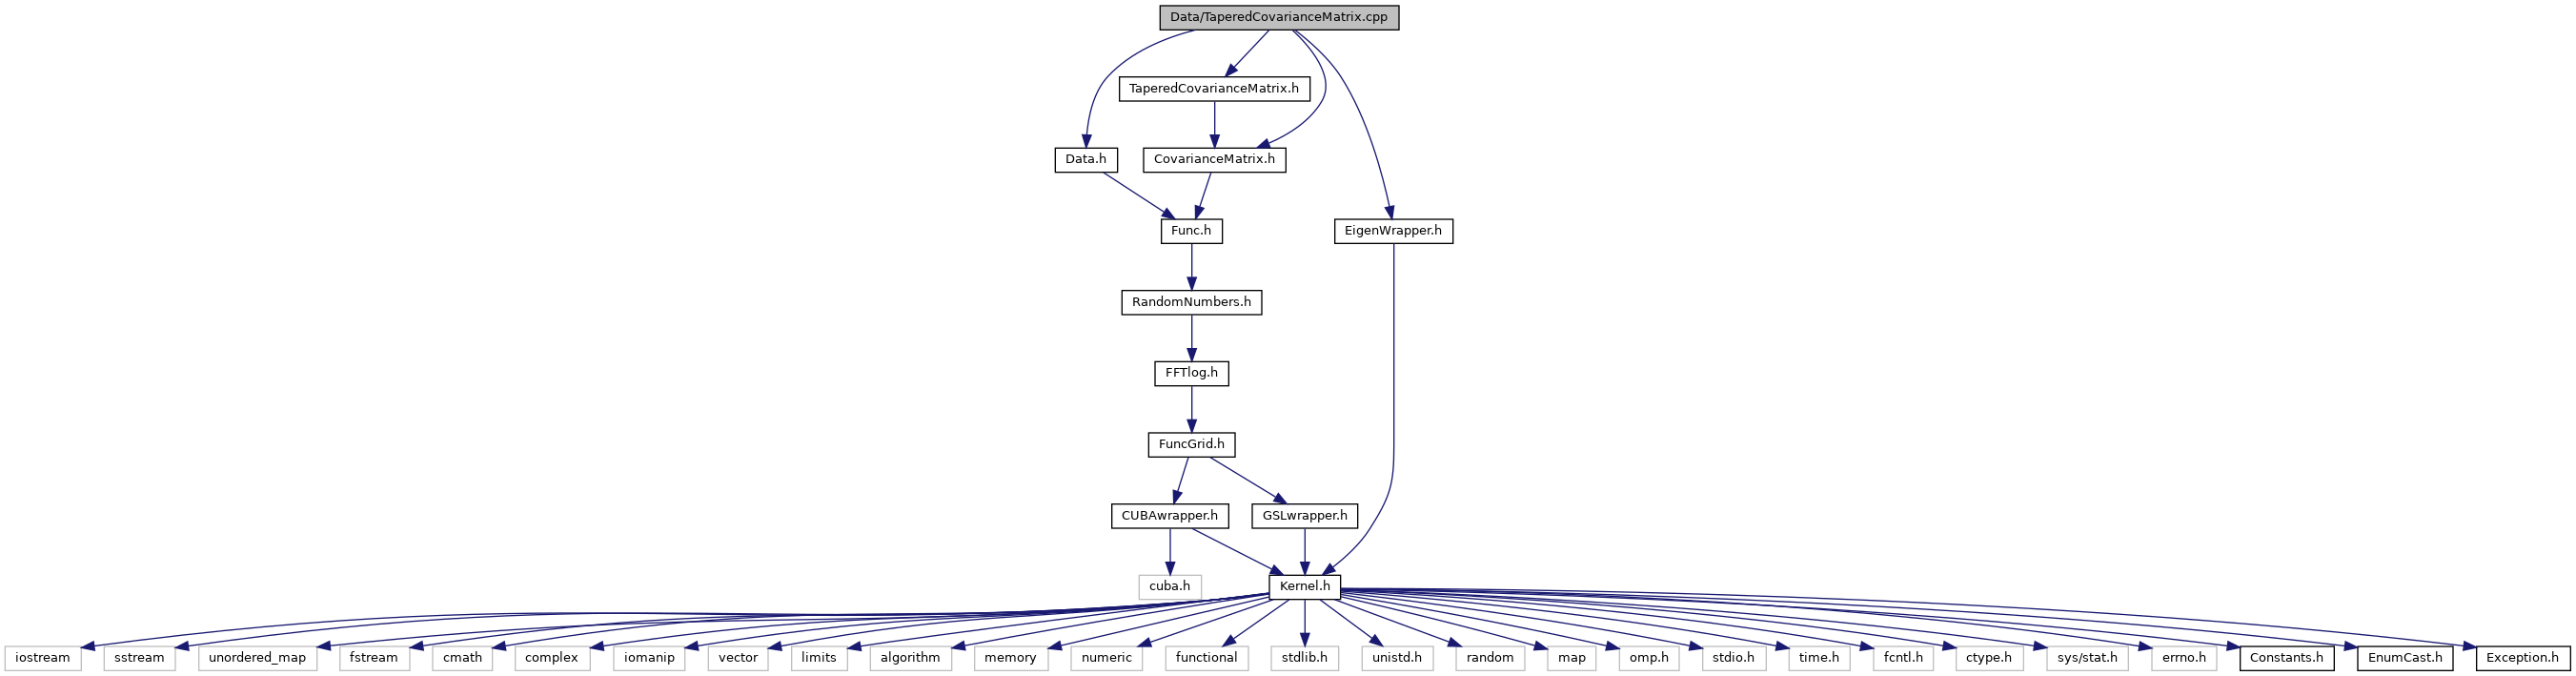 Data/TaperedCovarianceMatrix.cpp
TaperedCovarianceMatrix.h
Data.h
CovarianceMatrix.h
Func.h
EigenWrapper.h
RandomNumbers.h
FFTlog.h
FuncGrid.h
CUBAwrapper.h
GSLwrapper.h
cuba.h
Kernel.h
iostream
sstream
unordered_map
fstream
cmath
complex
iomanip
vector
limits
algorithm
memory
numeric
functional
stdlib.h
unistd.h
random
map
omp.h
stdio.h
time.h
fcntl.h
ctype.h
sys/stat.h
errno.h
Constants.h
EnumCast.h
Exception.h